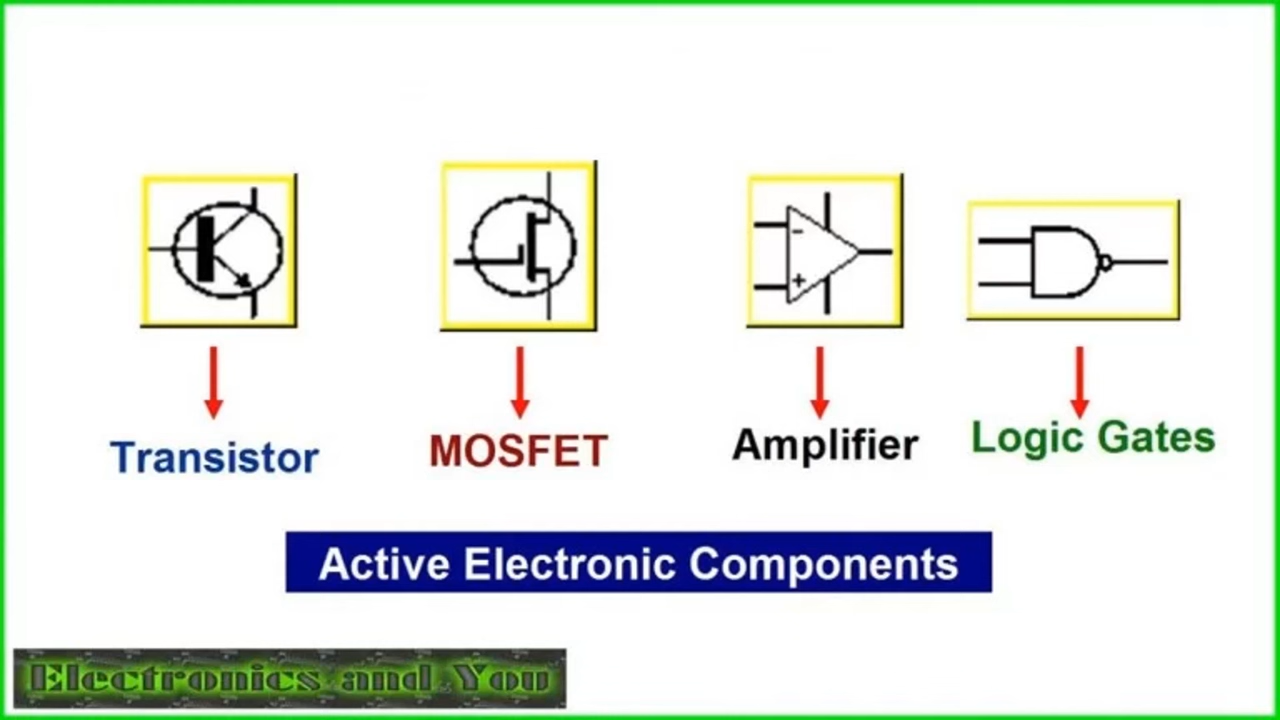 -
+
Transistor
MOSFET
Amplifier
Logic Gates
Active Electronic Components
Electronics and You